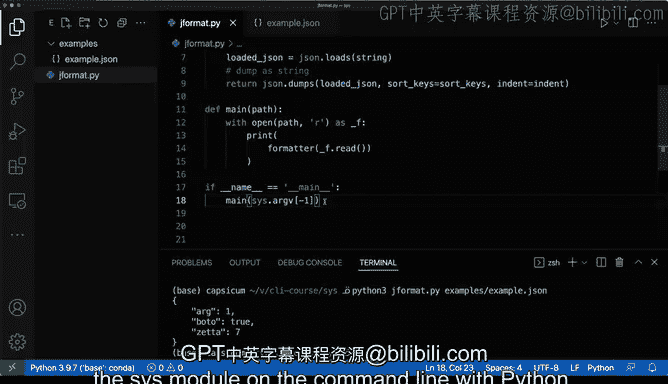 jformat.py — sys
GPT中英字幕课程资源@bilibili.com
E
jformat.py
example.json
examples
example.json
jformat.py
jformat.py > ...
7 loaded_json = json.loads(string)
8 # dump as string
9 return json.dumps(loaded_json, sort_keys=sort_keys, indent=indent)
10
11 def main(path):
12 with open(path, 'r') as _f:
13 print(
14 formatter(_f.read())
15 )
16
17 if __name__ == '__main__':
18 main(sys.argv[-1])
19
20
21
PROBLEMS OUTPUT DEBUG CONSOLE TERMINAL
zsh
(base) capsicum ~/v/cli-course/sys python3 jformat.py examples/example.json
{
"arg": 1,
"boto": true,
"zetta": 7
}
(base)
GPT中英字幕课程资源@bilibili.com
Python 3.9.7 ('base': conda) 0 0 Ln 18, Col 23 Spaces: 4 UTF-8 LF Python
the sys module on the command line with Python